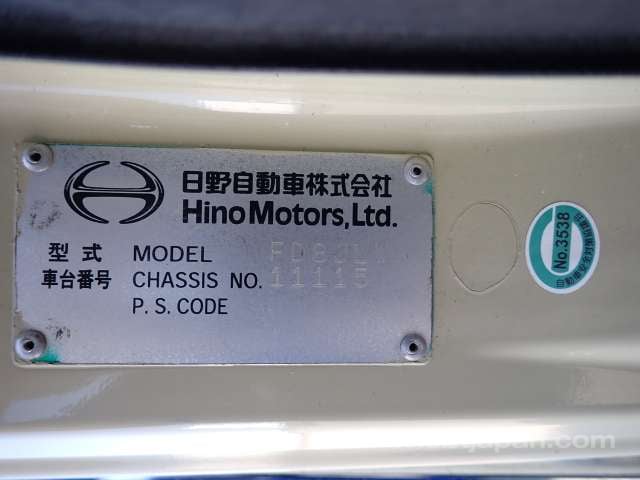 日野自動車株式会社
Hino Motors, Ltd.
型式 MODEL
車台番号 CHASSIS NO. 11115
P. S. CODE
No.3538